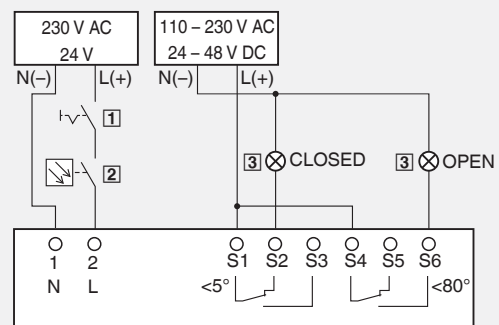 230 V AC
24 V
110 – 230 V AC
24 – 48 V DC
N(–) L(+)
N(–) L(+)
1
2
3 CLOSED
3 OPEN
1 2 S1 S2 S3 S4 S5 S6
N L <5° <80°